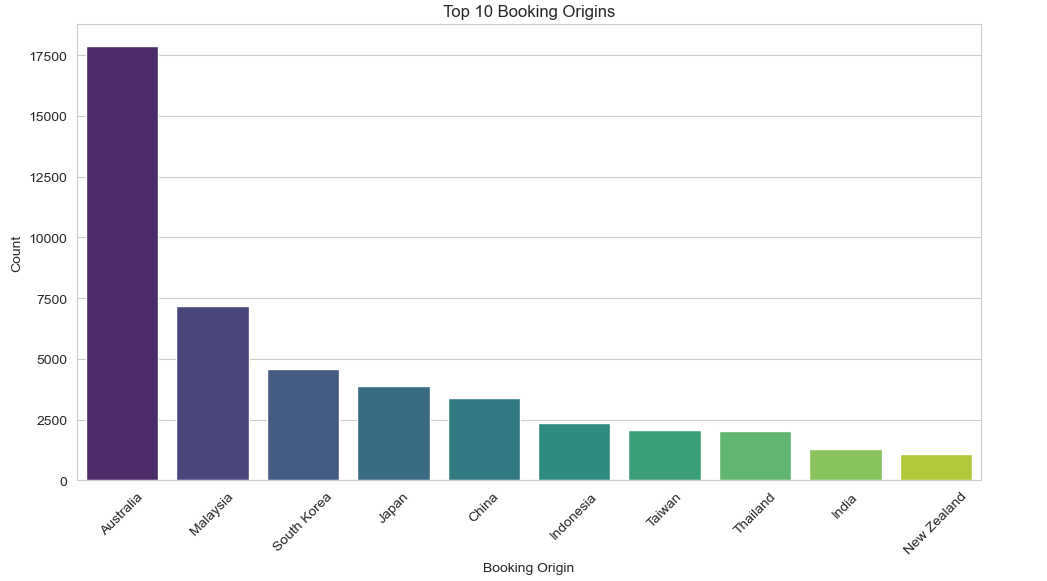 Top 10 Booking Origins
Count
17500
15000
12500
10000
7500
5000
2500
0
Australia
Malaysia
South Korea
Japan
China
Indonesia
Taiwan
Thailand
India
New Zealand
Booking Origin